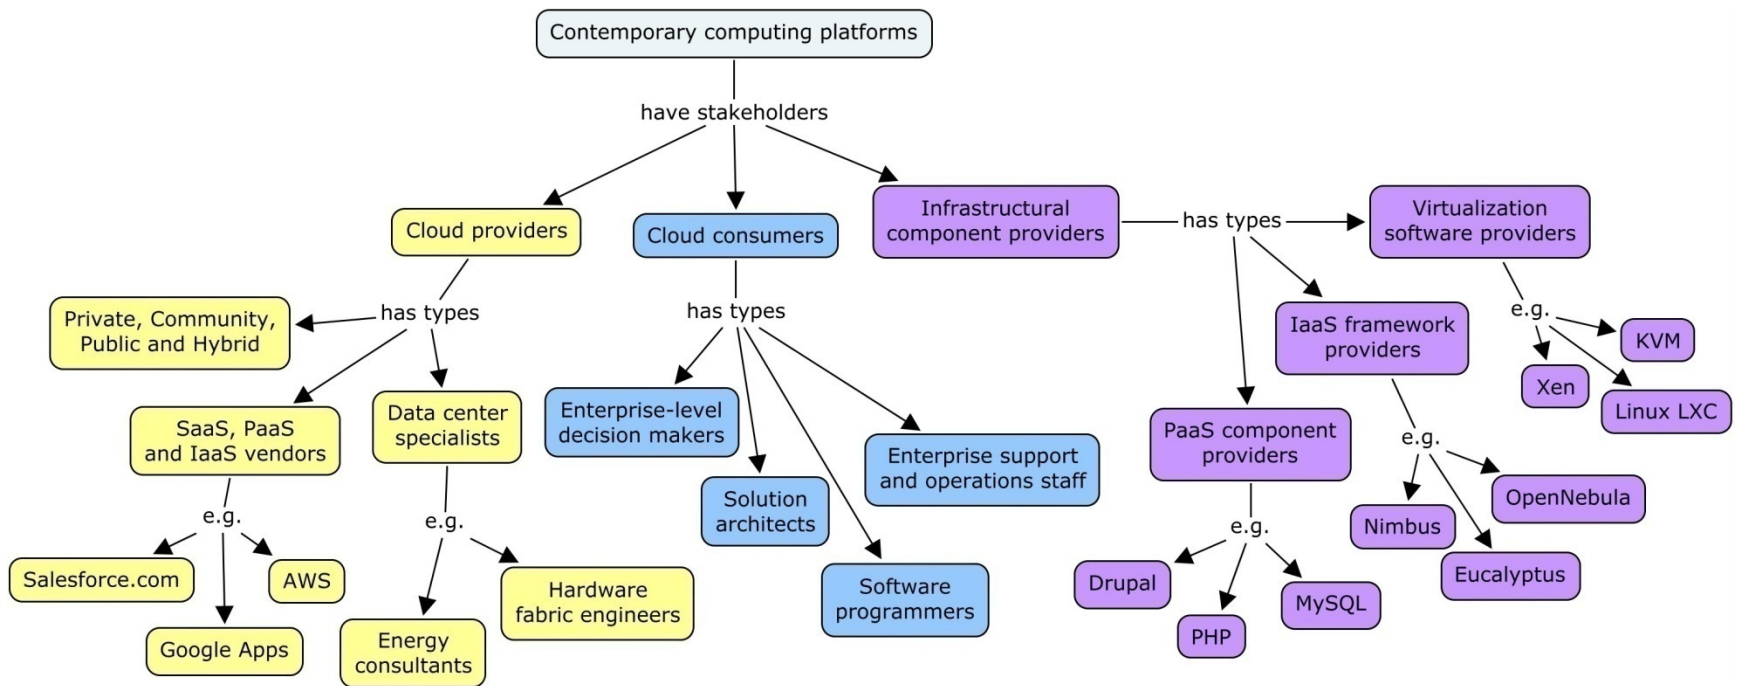 Contemporary computing platforms
have stakeholders
Cloud providers
has types
Private, Community,
Public and Hybrid
SaaS, PaaS
and IaaS vendors
e.g.
Salesforce.com
Google Apps
AWS
Data center
specialists
e.g.
Energy
consultants
Hardware
fabric engineers
Cloud consumers
has types
Enterprise-level
decision makers
Solution
architects
Software
programmers
Enterprise support
and operations staff
Infrastructural
component providers
has types
PaaS component
providers
e.g.
Drupal
PHP
MySQL
IaaS framework
providers
e.g.
Nimbus
Eucalyptus
OpenNebula
Virtualization
software providers
e.g.
Xen
Linux LXC
KVM